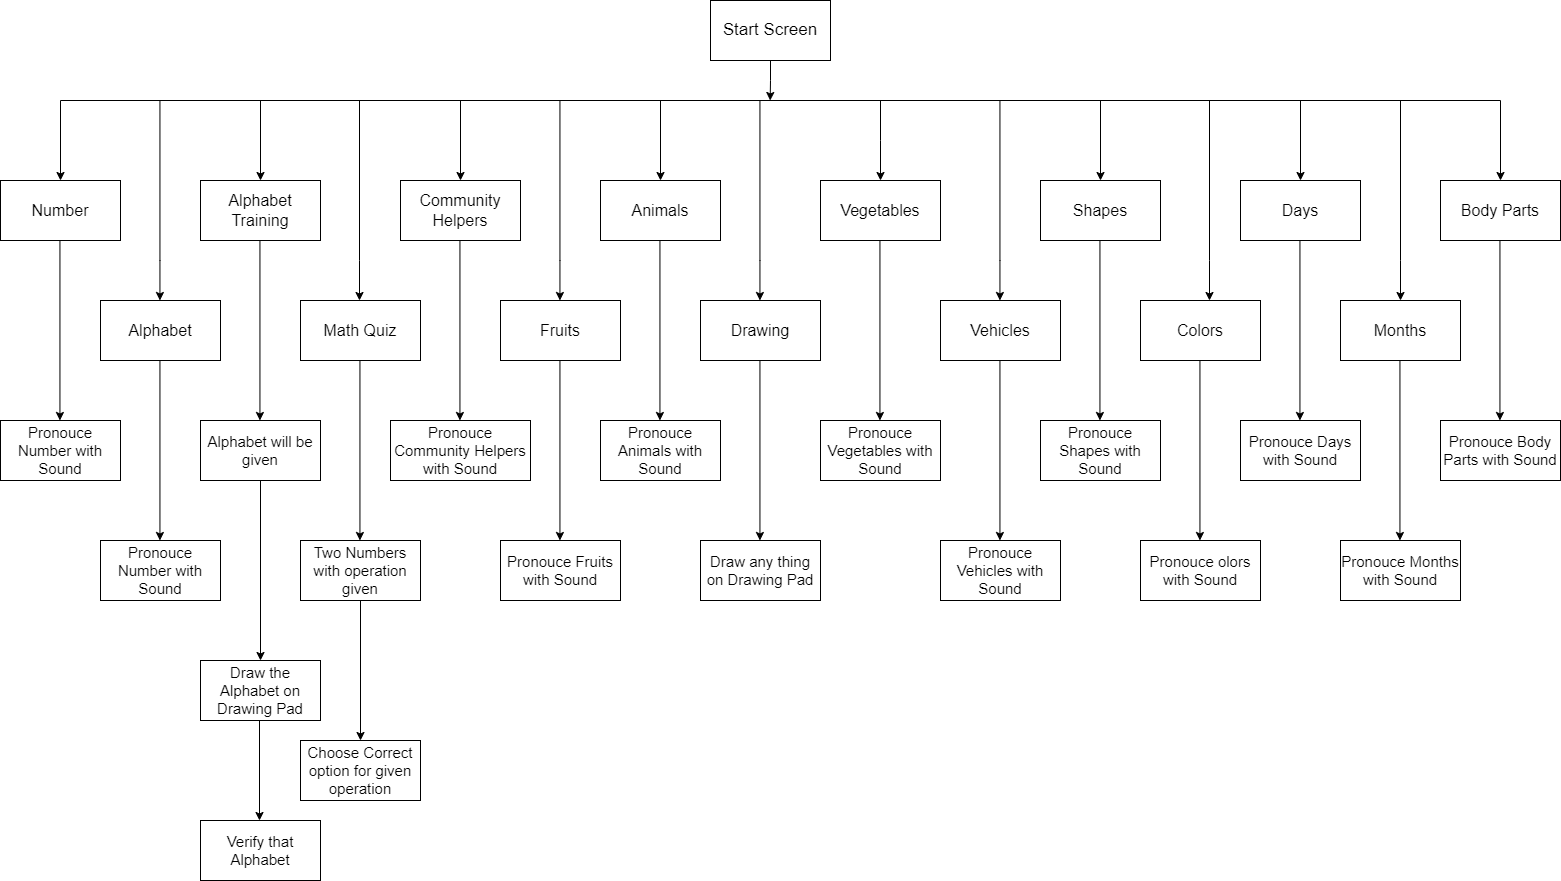 Start Screen
Number
Alphabet
Training
Community
Helpers
Animals
Vegetables
Shapes
Days
Body Parts
Alphabet
Math Quiz
Fruits
Drawing
Vehicles
Colors
Months
Pronouce
Number with
Sound
Alphabet will be
given
Pronouce
Community Helpers
with Sound
Pronouce
Animals with
Sound
Pronouce
Vegetables with
Sound
Pronouce
Shapes with
Sound
Pronouce Days
with Sound
Pronouce Body
Parts with Sound
Pronouce
Number with
Sound
Two Numbers
with operation
given
Pronouce Fruits
with Sound
Draw any thing
on Drawing Pad
Pronouce
Vehicles with
Sound
Pronouce olors
with Sound
Pronouce Months
with Sound
Draw the
Alphabet on
Drawing Pad
Choose Correct
option for given
operation
Verify that
Alphabet